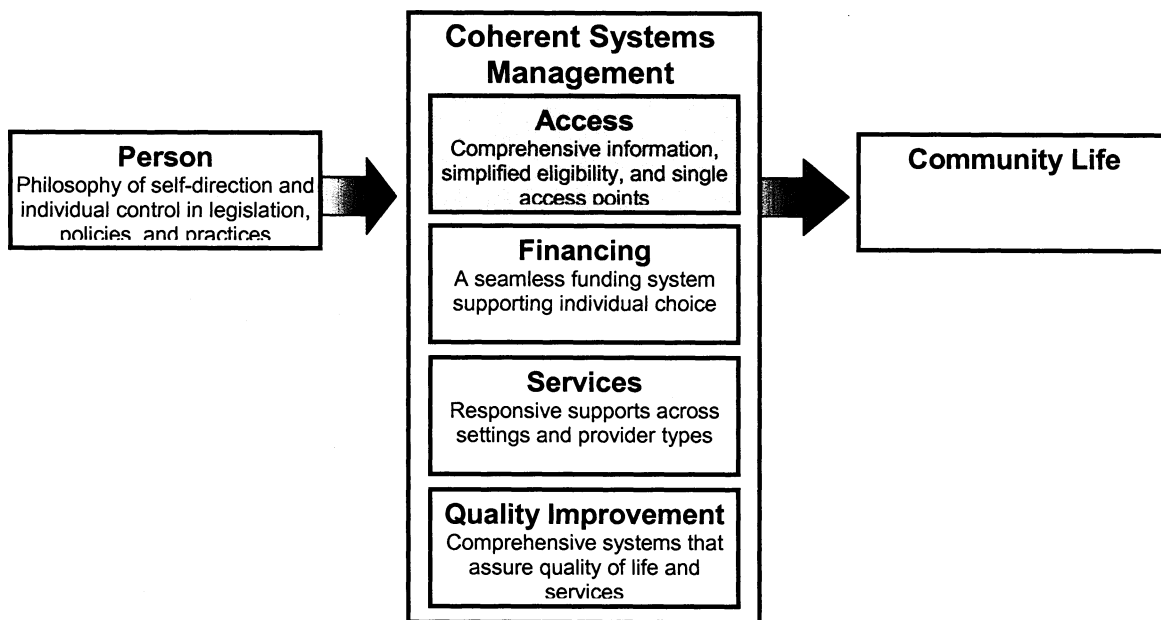 Person
Philosophy of self-direction and
individual control in legislation,
policies, and practices
Coherent Systems
Management
Access
Comprehensive information,
simplified eligibility, and single
access points
Financing
A seamless funding system
supporting individual choice
Services
Responsive supports across
settings and provider types
Quality Improvement
Comprehensive systems that
assure quality of life and
services
Community Life